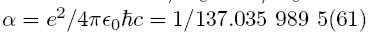 α = e²/4πϵ₀ℏc = 1/137.035 989 5(61)